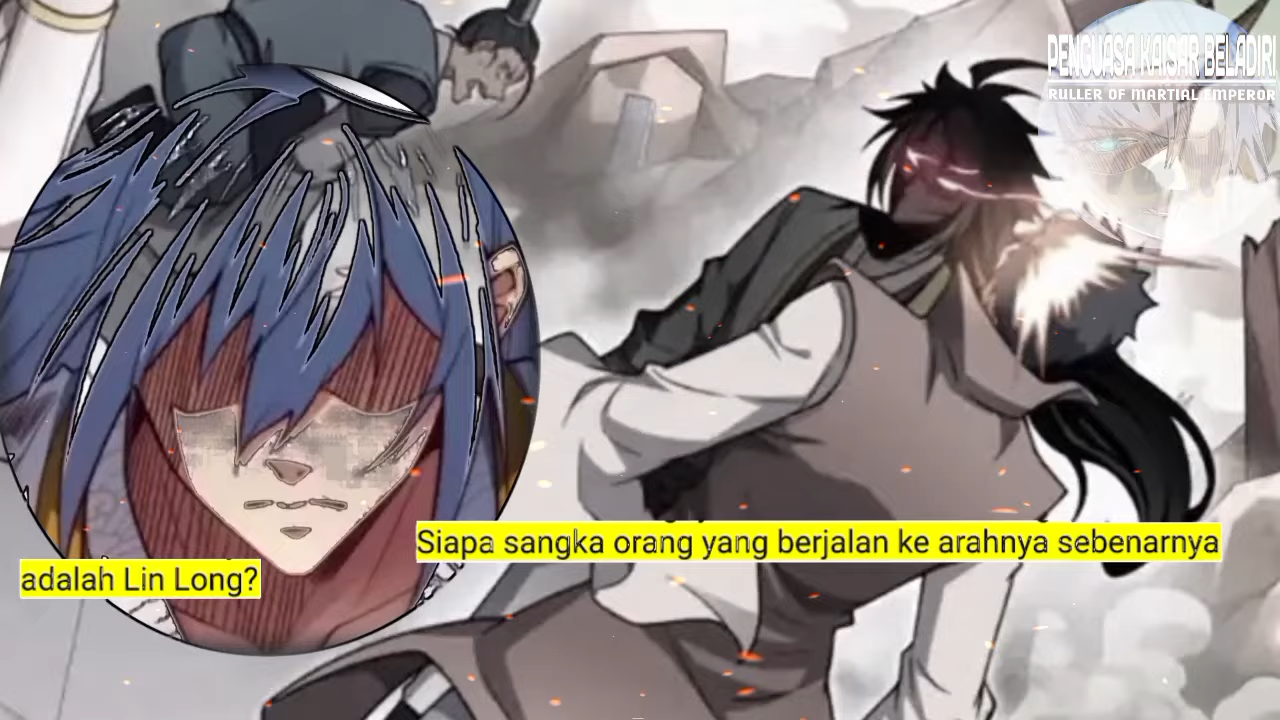 PENGUASA KAISAR BELADIRI
RULLER OF MARTIAL EMPEROR
Siapa sangka orang yang berjalan ke arahnya sebenarnya
adalah Lin Long?